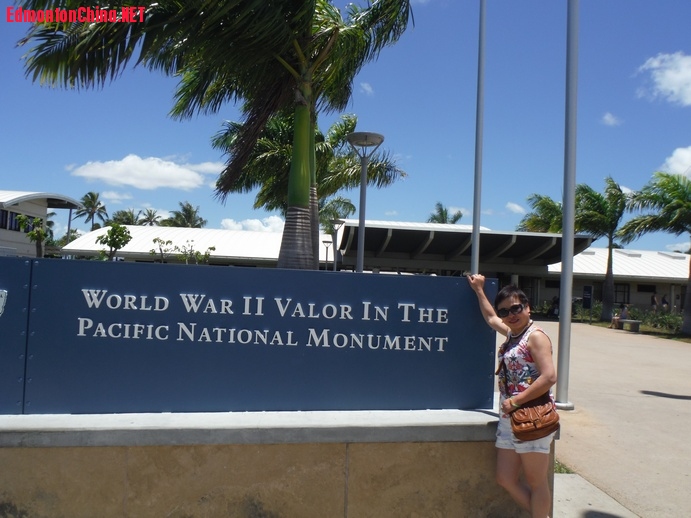 EdmontonChina.NET
WORLD WAR II VALOR IN THE
PACIFIC NATIONAL MONUMENT